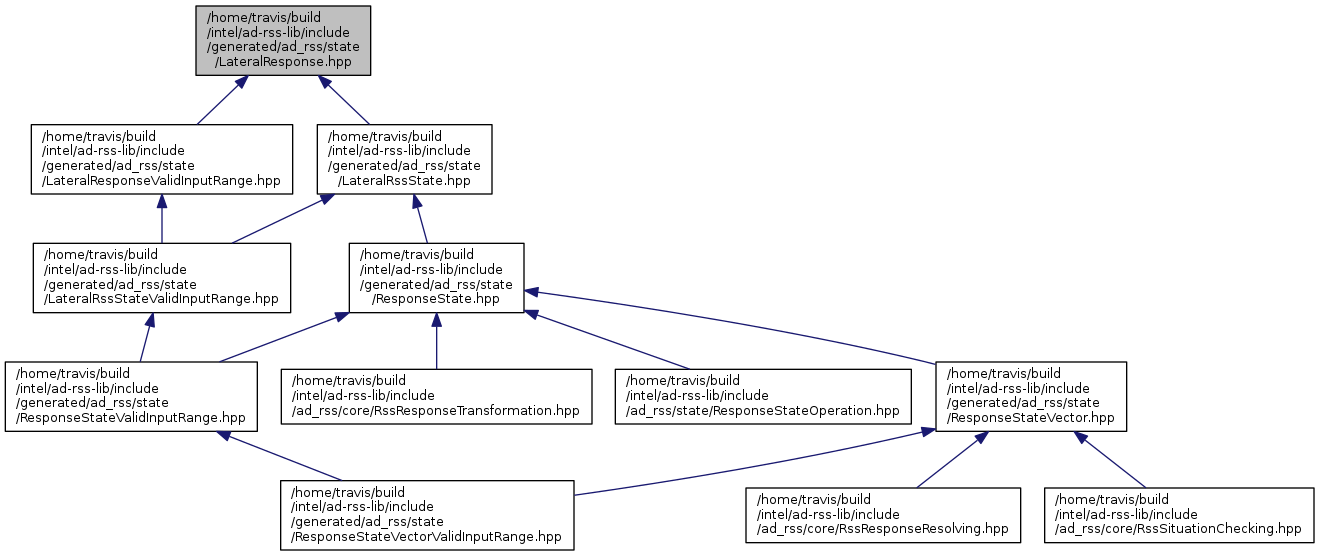 /home/travis/build
/intel/ad-rss-lib/include
/generated/ad_rss/state
/LateralResponse.hpp
/home/travis/build
/intel/ad-rss-lib/include
/generated/ad_rss/state
/LateralResponseValidInputRange.hpp
/home/travis/build
/intel/ad-rss-lib/include
/generated/ad_rss/state
/LateralRssState.hpp
/home/travis/build
/intel/ad-rss-lib/include
/generated/ad_rss/state
/LateralRssStateValidInputRange.hpp
/home/travis/build
/intel/ad-rss-lib/include
/generated/ad_rss/state
/ResponseState.hpp
/home/travis/build
/intel/ad-rss-lib/include
/generated/ad_rss/state
/ResponseStateValidInputRange.hpp
/home/travis/build
/intel/ad-rss-lib/include
/ad_rss/core/RssResponseTransformation.hpp
/home/travis/build
/intel/ad-rss-lib/include
/ad_rss/state/ResponseStateOperation.hpp
/home/travis/build
/intel/ad-rss-lib/include
/generated/ad_rss/state
/ResponseStateVector.hpp
/home/travis/build
/intel/ad-rss-lib/include
/generated/ad_rss/state
/ResponseStateVectorValidInputRange.hpp
/home/travis/build
/intel/ad-rss-lib/include
/ad_rss/core/RssResponseResolving.hpp
/home/travis/build
/intel/ad-rss-lib/include
/ad_rss/core/RssSituationChecking.hpp